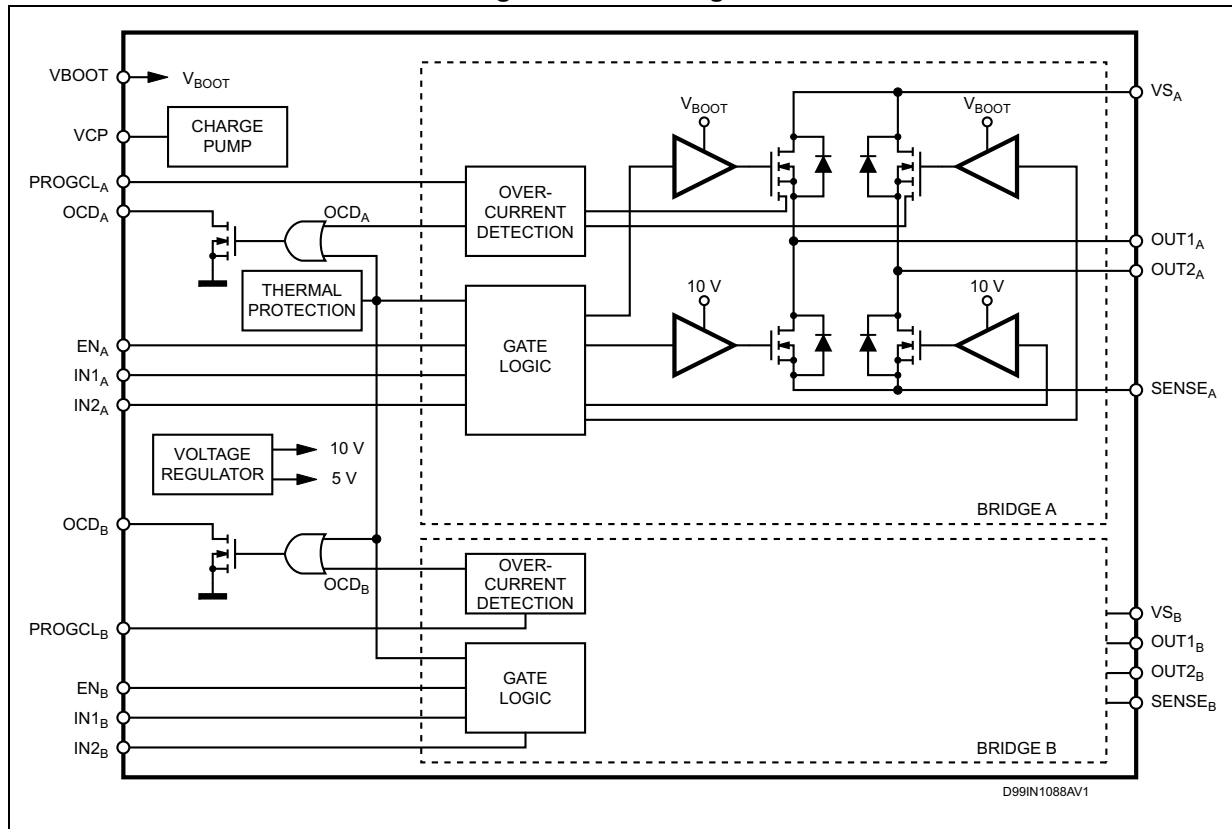 VBOOT
VBOOT
VCP
CHARGE
PUMP
PROGCLA
OCDA
OCDA
OVER-
CURRENT
DETECTION
THERMAL
PROTECTION
ENA
IN1A
IN2A
GATE
LOGIC
VOLTAGE
REGULATOR
10 V
5 V
VBOOT
VBOOT
10 V
10 V
VSA
OUT1A
OUT2A
SENSEA
BRIDGE A
OCDB
OCDB
OVER-
CURRENT
DETECTION
PROGCLB
ENB
IN1B
IN2B
GATE
LOGIC
VSB
OUT1B
OUT2B
SENSEB
BRIDGE B
D99IN1088AV1